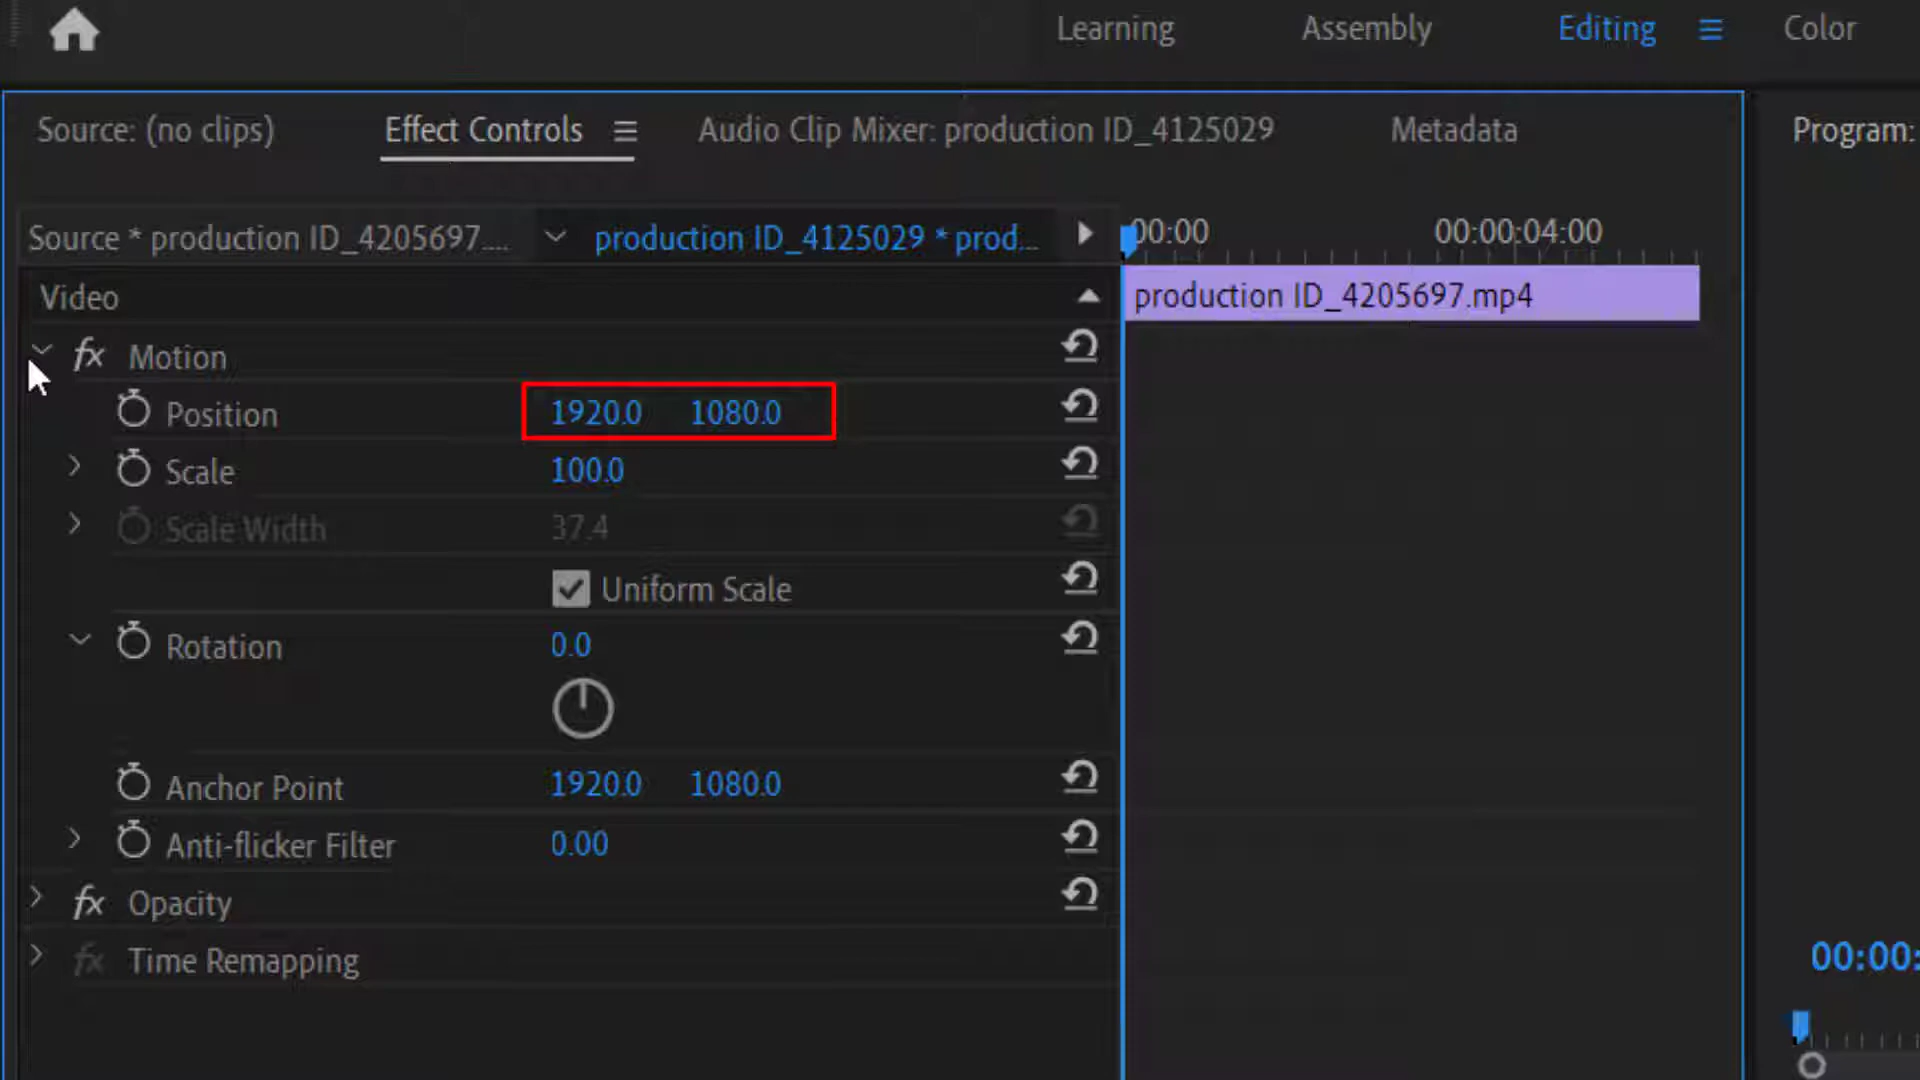 Learning Assembly Editing Color
Source: (no clips) Effect Controls Audio Clip Mixer: production ID_4125029 Metadata Program:
Source * production ID_4205697.... production ID_4125029 * prod... 00:00 00:00:04:00
Video production ID_4205697.mp4
fx Motion
Position 1920.0 1080.0
Scale 100.0
Scale Width 37.4
Uniform Scale
Rotation 0.0
Anchor Point 1920.0 1080.0
Anti-flicker Filter 0.00
fx Opacity
fx Time Remapping
00:00: